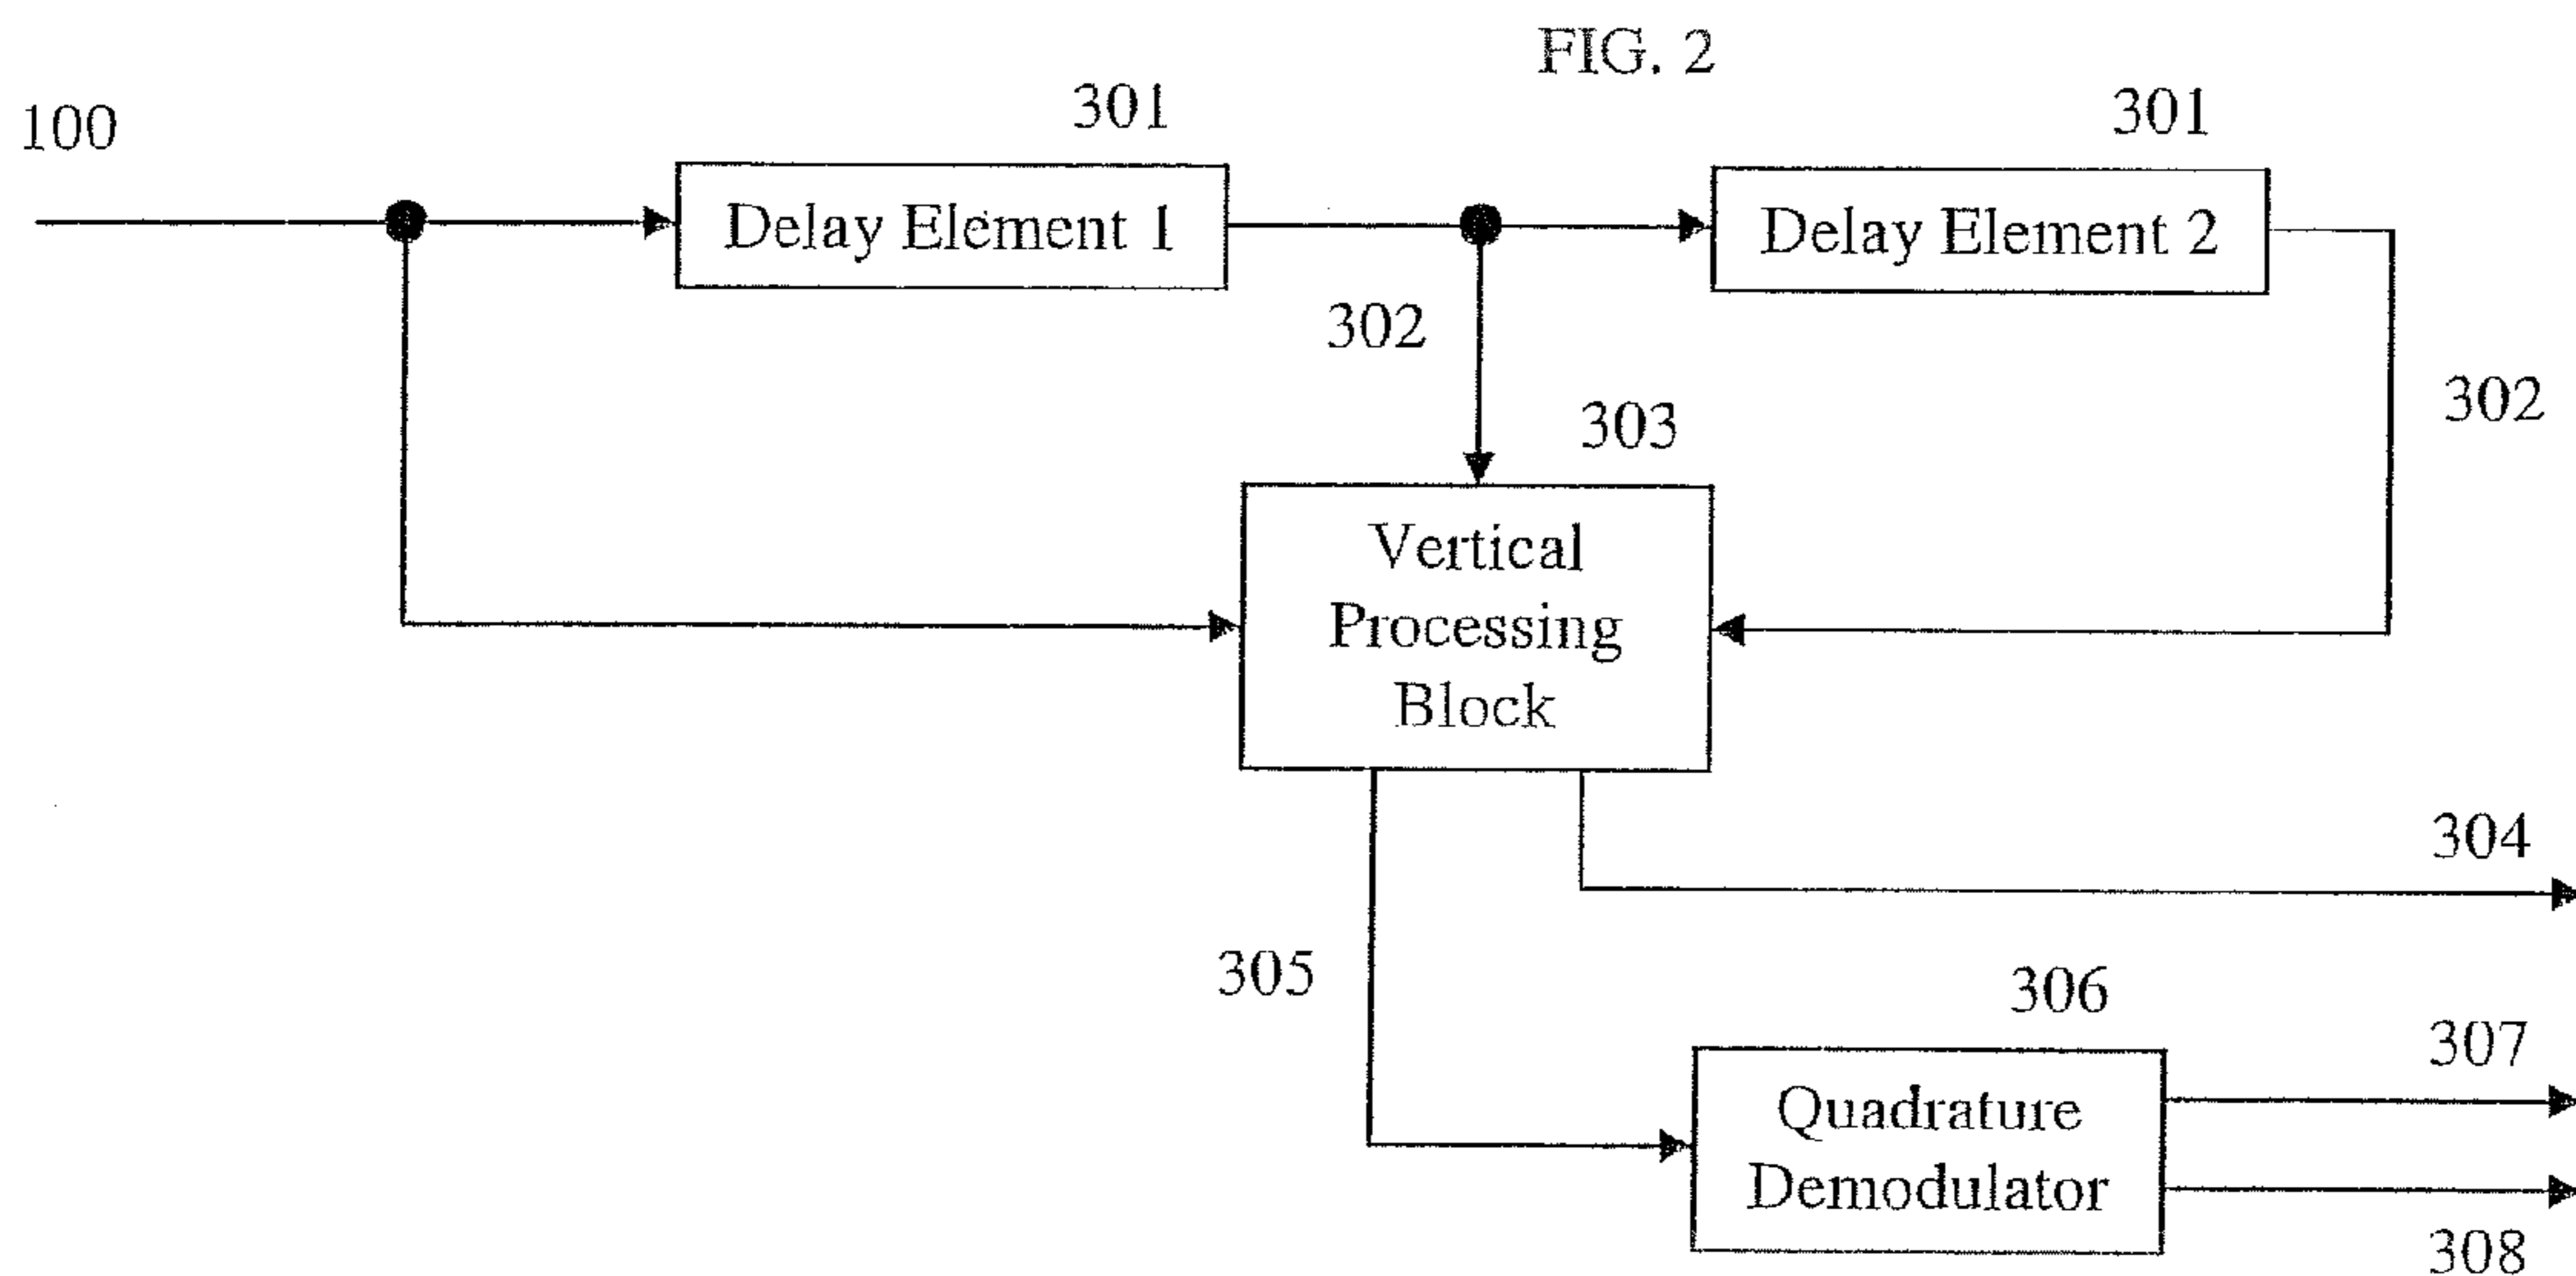 FIG. 2
100
301
301
Delay Element 1
Delay Element 2
302
302
303
Vertical
Processing
Block
304
305
306
307
Quadrature
Demodulator
308